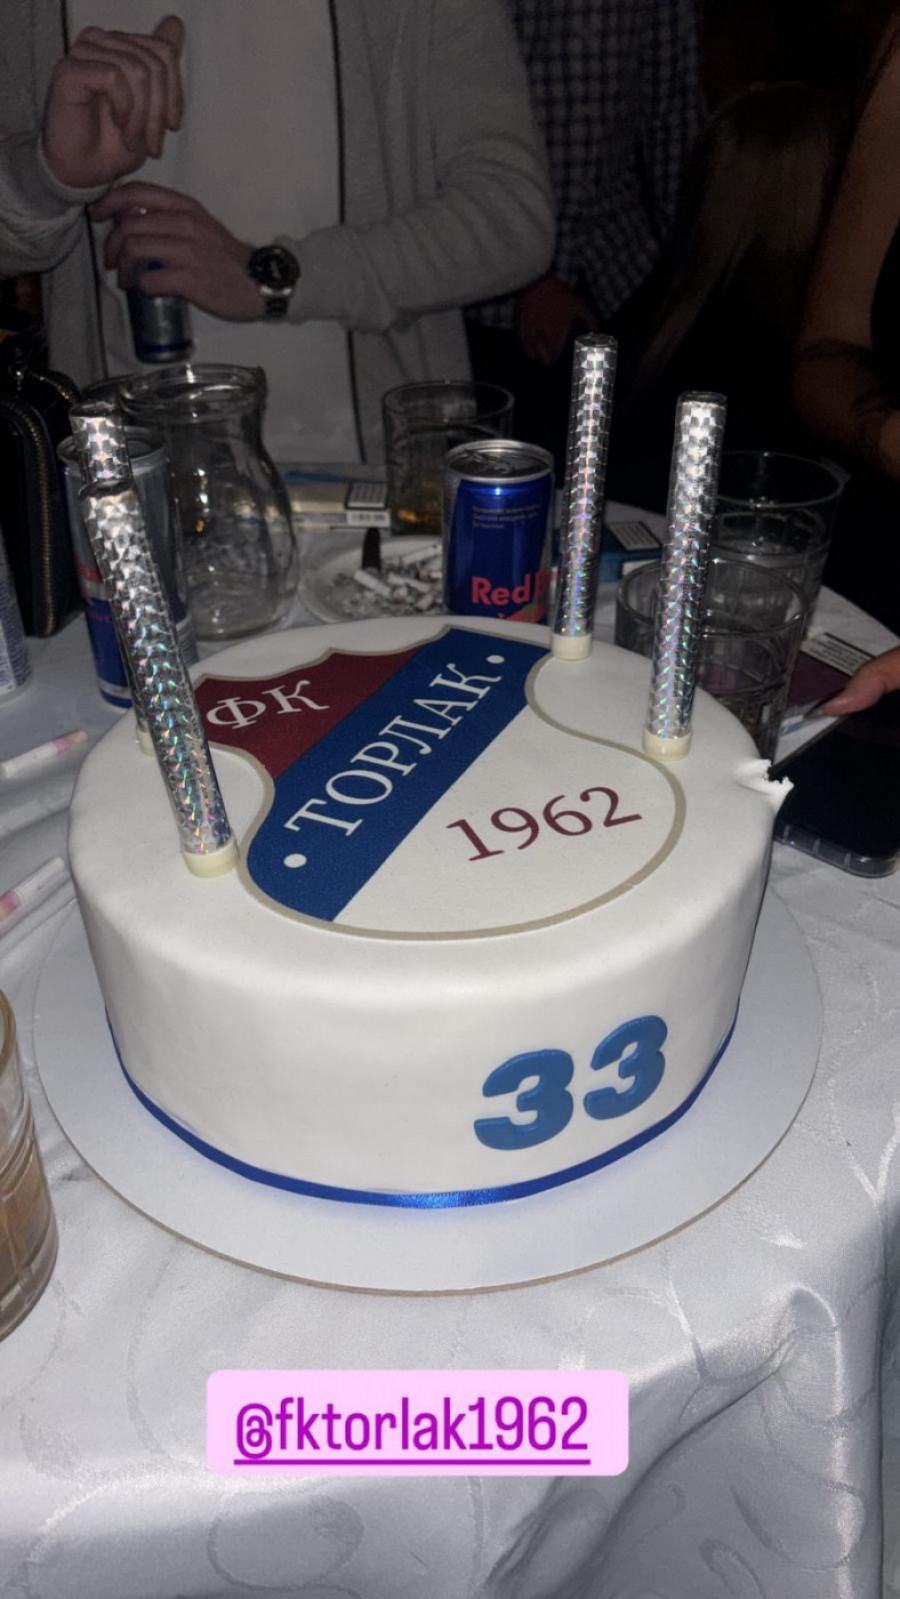 Red
ФК
• ТОРЛАК •
1962
33
@fktorlak1962